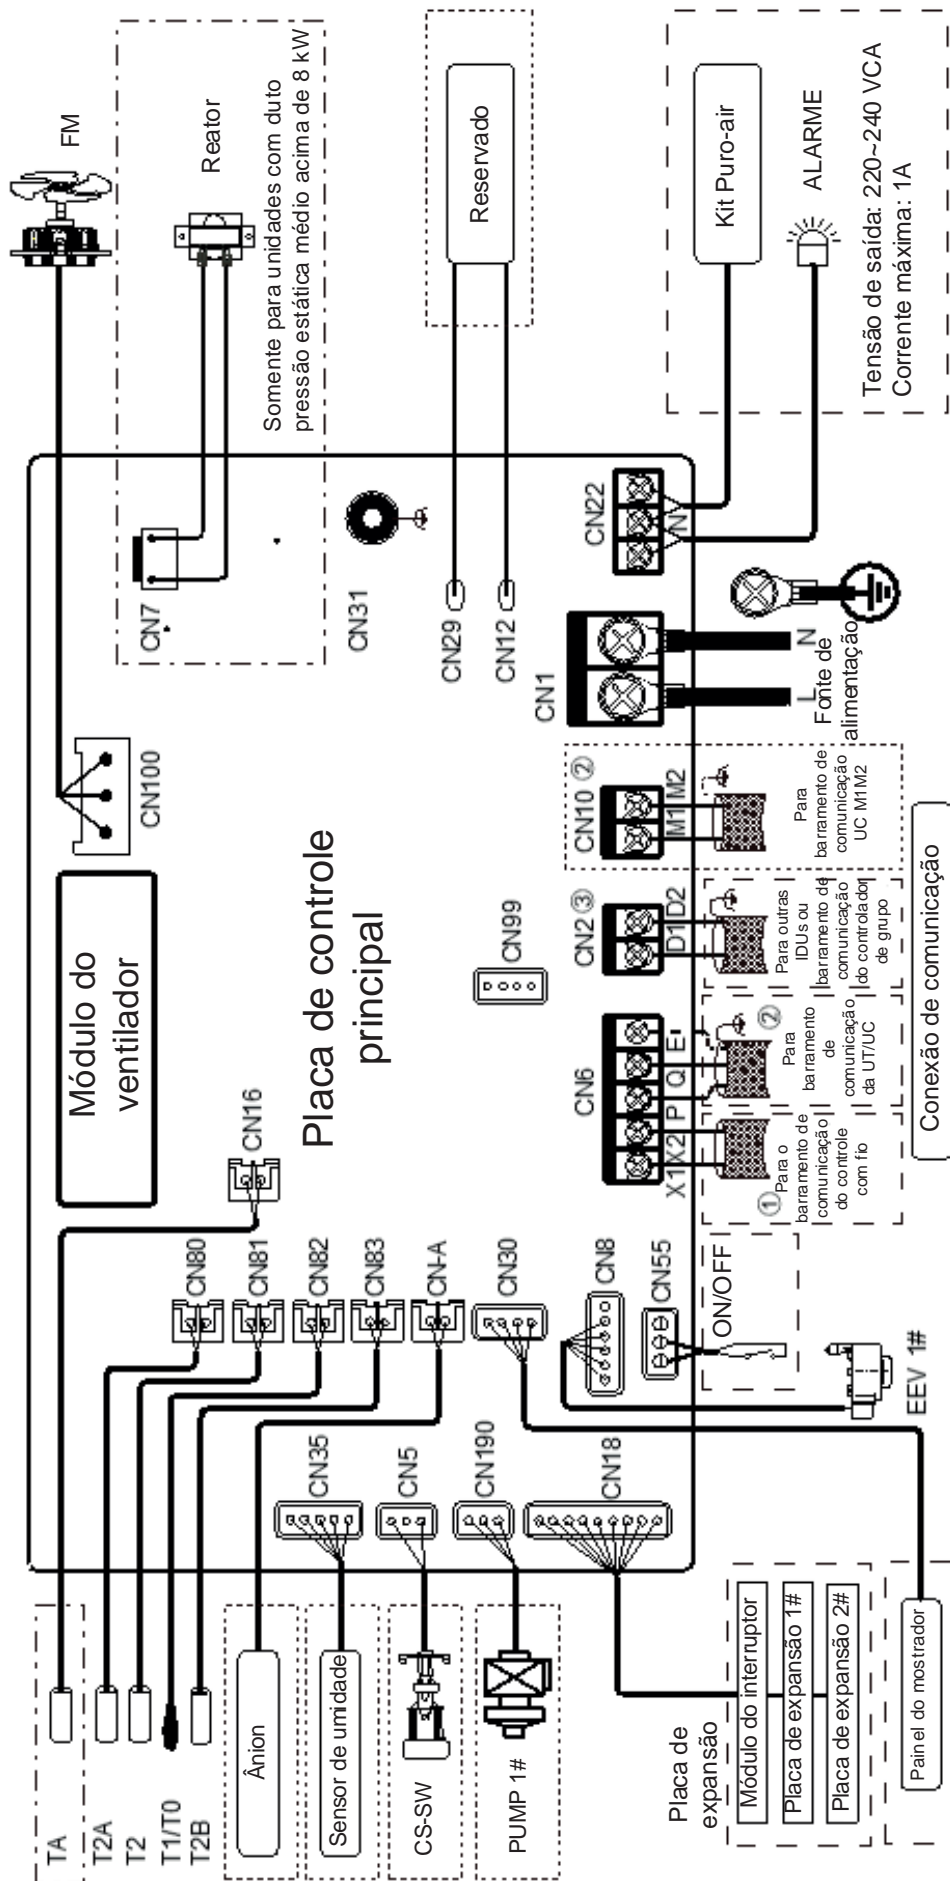 FM
Reator
Somente para unidades com duto
pressão estática médio acima de 8 kW
CN7
CN31
Reservado
CN29
CN12
Kit Puro-air
ALARME
Tensão de saída: 220~240 VCA
Corrente máxima: 1A
CN22
N
CN1
L
N
Fonte de
alimentação
CN100
Módulo do
ventilador
Placa de controle
principal
CN99
CN10 ②
M1 M2
Para
barramento de
comunicação
UC M1M2
CN2 ③
D1 D2
Para outras
IDUs ou
barramento de
comunicação
do controlador
de grupo
CN6
X1 X2 P Q E
②
Para
barramento
de
comunicação
da UT/UC
① Para o
barramento de
comunicação
do controle
com fio
Conexão de comunicação
CN16
CN80
CN81
CN82
CN83
CN-A
CN30
CN8
CN55
ON/OFF
EEV 1#
CN35
CN5
CN190
CN18
TA
T2A
T2
T1/T0
T2B
Ânion
Sensor de umidade
CS-SW
PUMP 1#
Placa de
expansão
Módulo do interruptor
Placa de expansão 1#
Placa de expansão 2#
Painel do mostrador